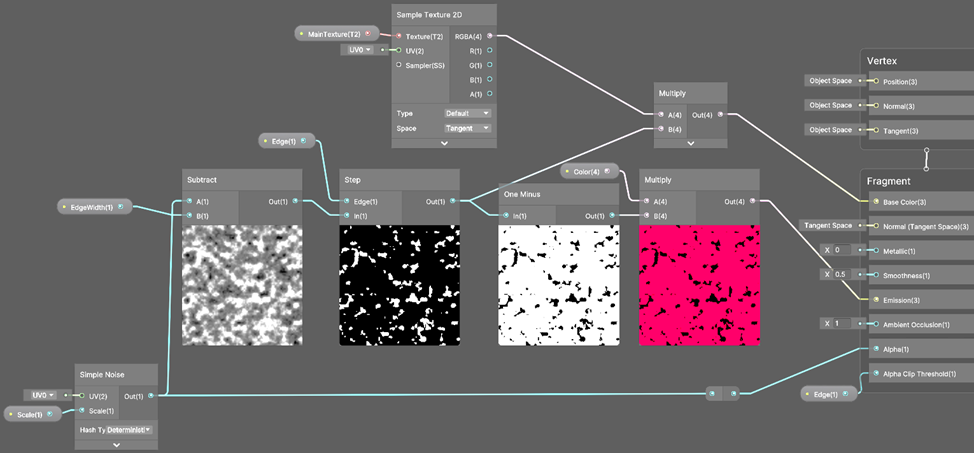 Sample Texture 2D
MainTexture(T2)
Texture(T2)
RGBA(4)
UV0
UV(2)
R(1)
Sampler(SS)
G(1)
B(1)
A(1)
Type
Default
Space
Tangent
Multiply
A(4)
Out(4)
B(4)
Vertex
Object Space
Position(3)
Object Space
Normal(3)
Object Space
Tangent(3)
Edge(1)
Subtract
A(1)
Out(1)
B(1)
EdgeWidth(1)
Step
Edge(1)
Out(1)
In(1)
One Minus
In(1)
Out(1)
Color(4)
Multiply
A(4)
Out(4)
B(4)
Fragment
Base Color(3)
Tangent Space
Normal (Tangent Space)(3)
X 0
Metallic(1)
X 0.5
Smoothness(1)
Emission(3)
X 1
Ambient Occlusion(1)
Alpha(1)
Edge(1)
Alpha Clip Threshold(1)
Simple Noise
UV0
UV(2)
Out(1)
Scale(1)
Scale(1)
Hash Ty
Deterministi